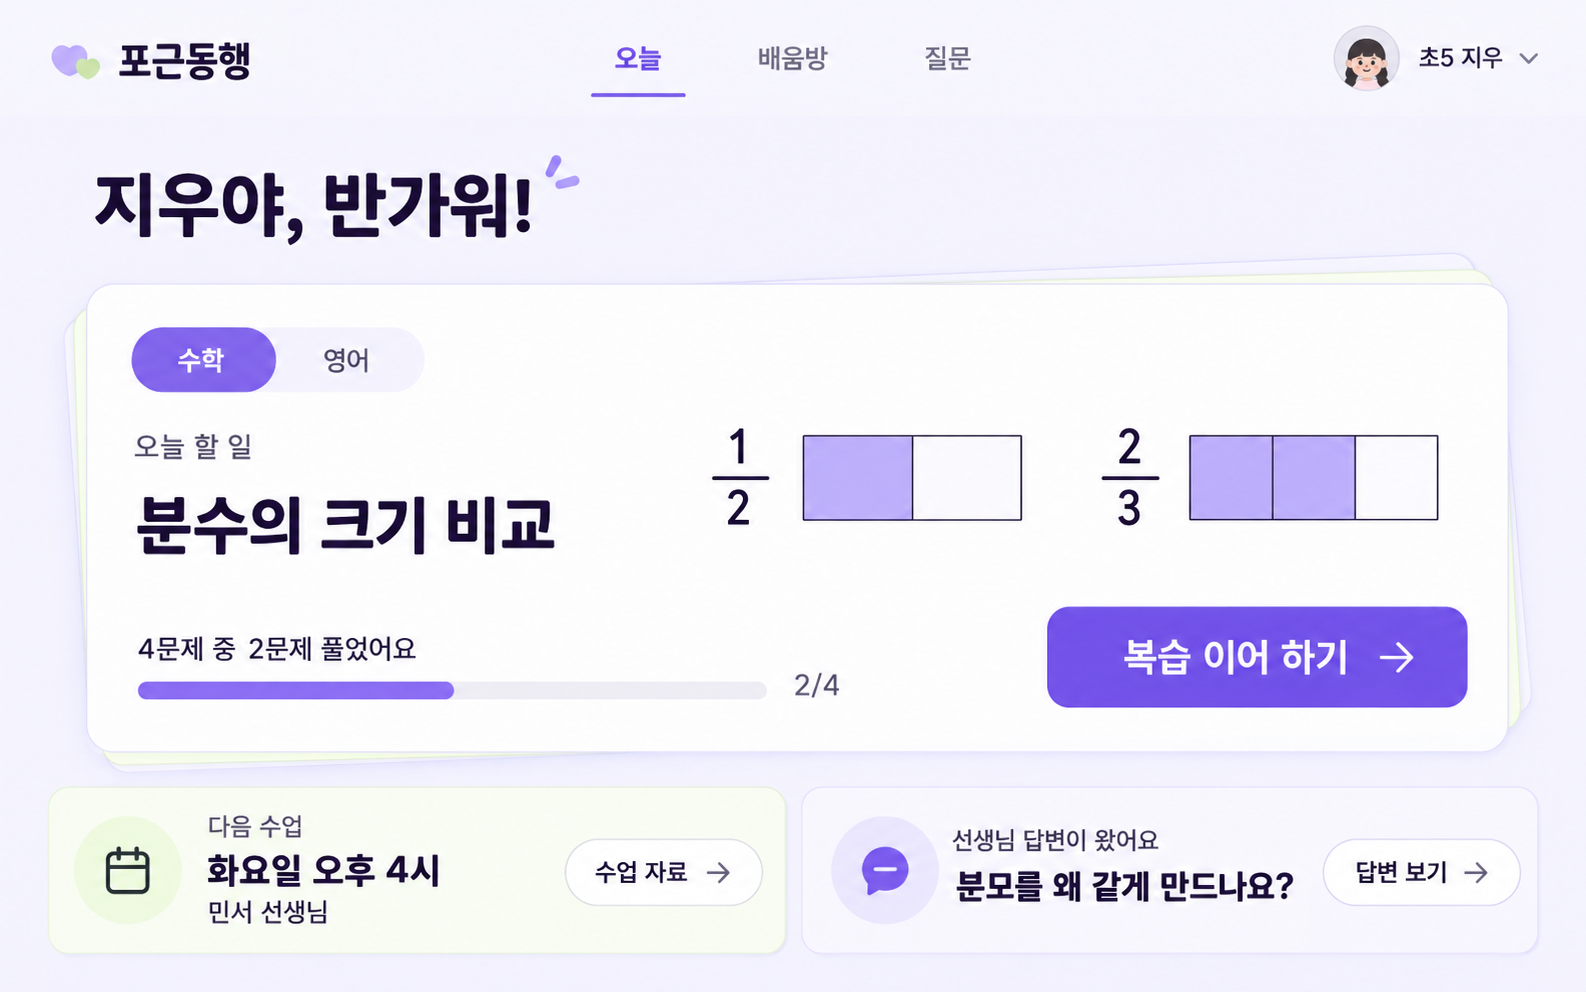 포근동행
오늘
배움방
질문
초5 지우
지우야, 반가워!
수학
영어
오늘 할 일
분수의 크기 비교
1
2
2
3
4문제 중 2문제 풀었어요
2/4
복습 이어 하기 →
다음 수업
화요일 오후 4시
민서 선생님
수업 자료 →
선생님 답변이 왔어요
분모를 왜 같게 만드나요?
답변 보기 →